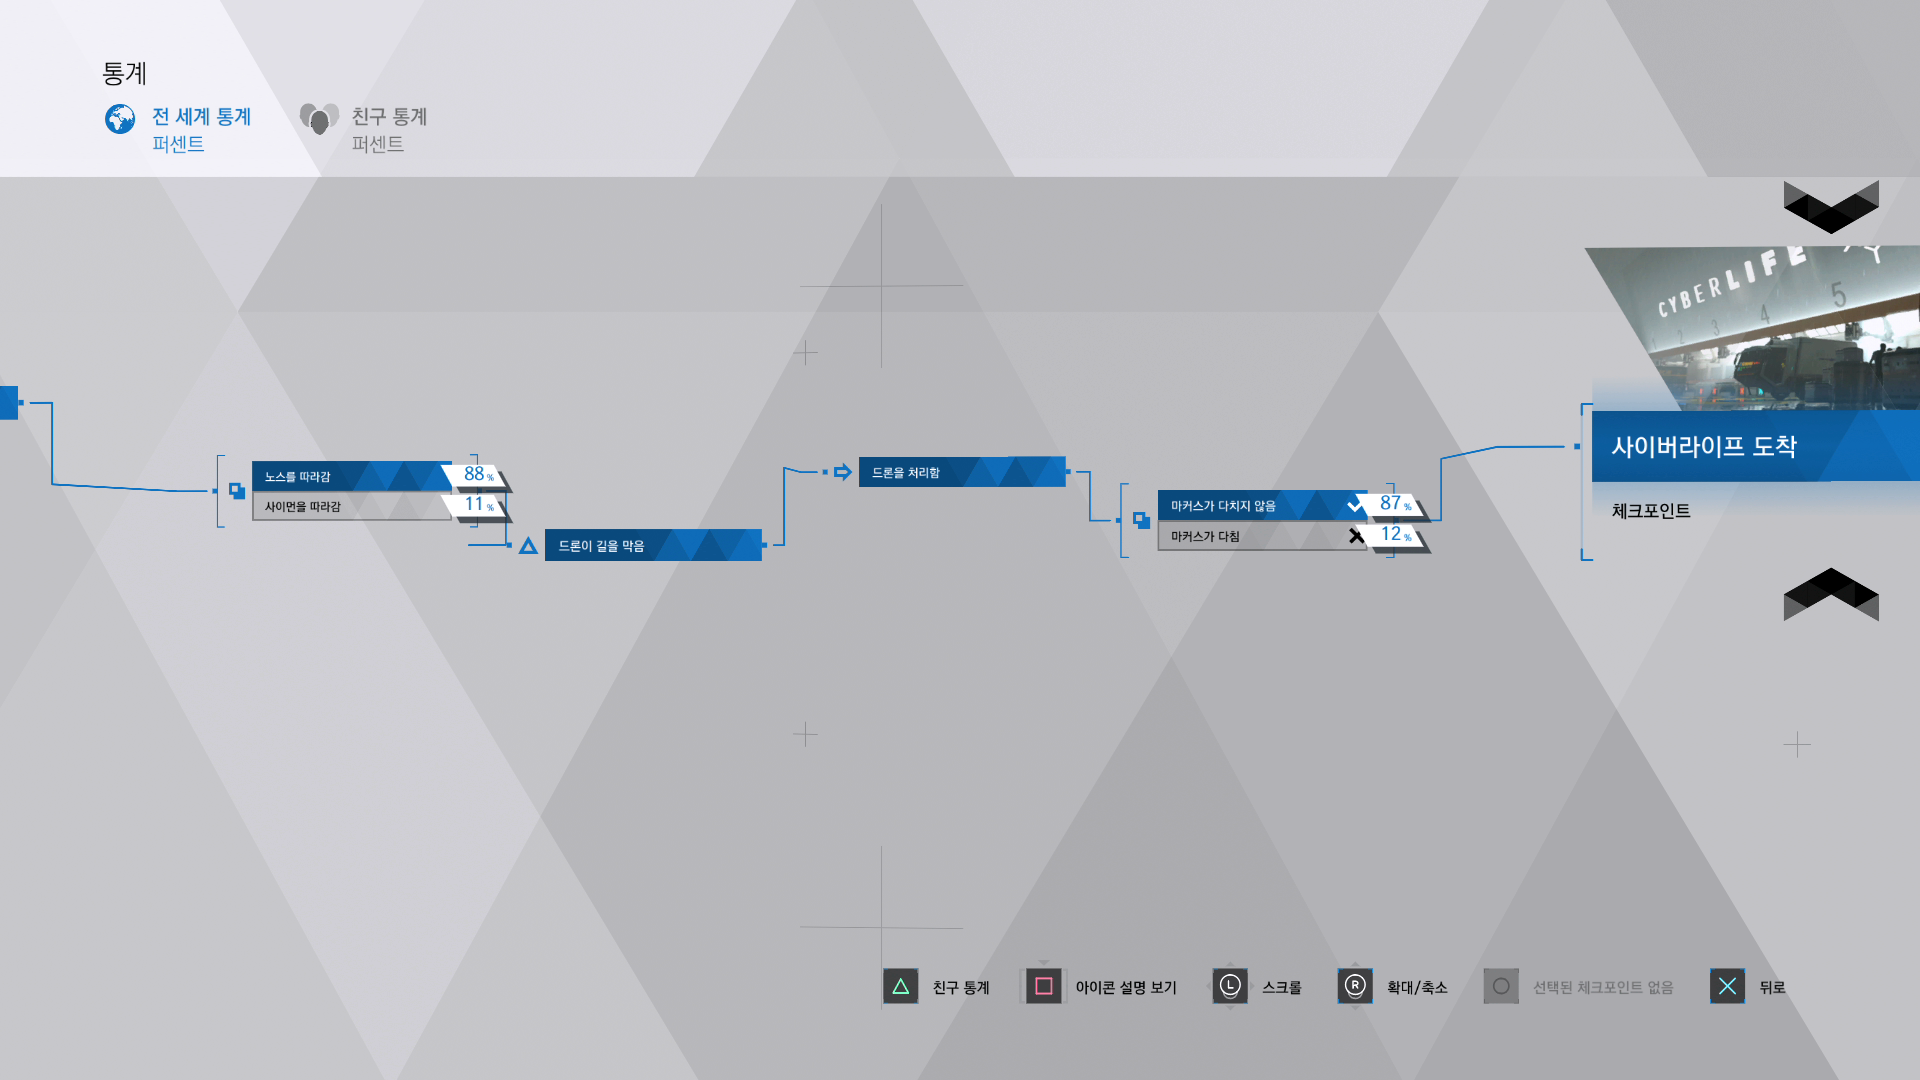 통계
전 세계 통계
퍼센트
친구 통계
퍼센트
CYBERLIFE
2 3 4 5
노스를 따라감
88 %
사이먼을 따라감
11 %
드론이 길을 막음
드론을 처리함
마커스가 다치지 않음
87 %
마커스가 다침
12 %
사이버라이프 도착
체크포인트
친구 통계
아이콘 설명 보기
L
스크롤
R
확대/축소
선택된 체크포인트 없음
뒤로